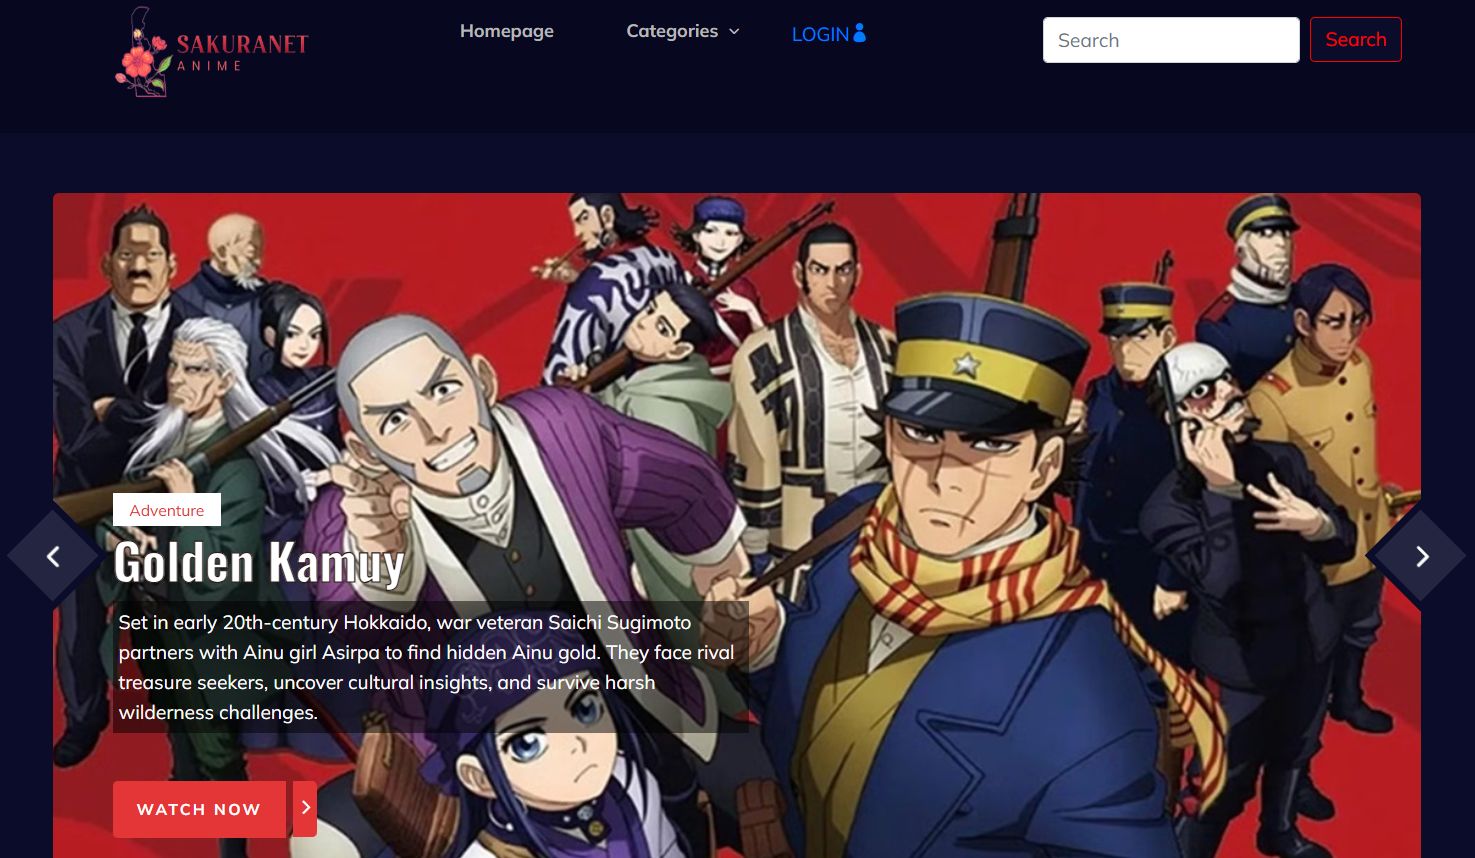 SAKURANET
ANIME
Homepage
Categories
LOGIN
Search
Search
Adventure
Golden Kamuy
Set in early 20th-century Hokkaido, war veteran Saichi Sugimoto
partners with Ainu girl Asirpa to find hidden Ainu gold. They face rival
treasure seekers, uncover cultural insights, and survive harsh
wilderness challenges.
WATCH NOW